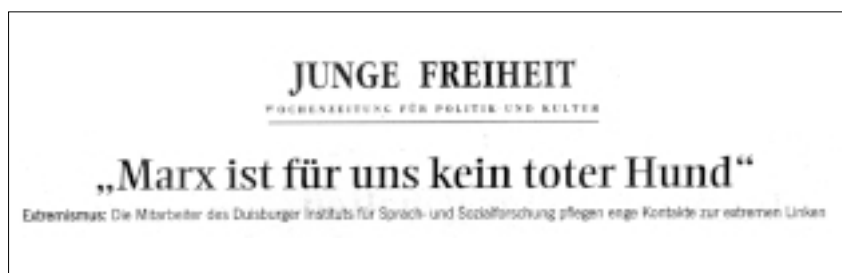 JUNGE FREIHEIT
WOCHENZEITUNG FÜR POLITIK UND KULTUR
„Marx ist für uns kein toter Hund“
Extremismus: Die Mitarbeiter des Duisburger Instituts für Sprach- und Sozialforschung pflegen enge Kontakte zur extremen Linken